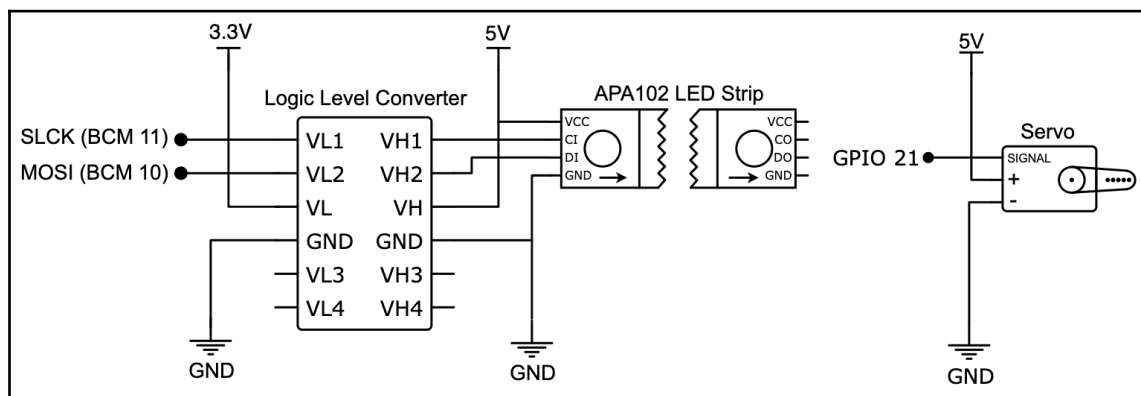 3.3V
5V
5V
Logic Level Converter
APA102 LED Strip
Servo
SLCK (BCM 11)
MOSI (BCM 10)
VL1 VH1
VL2 VH2
VL VH
GND GND
VL3 VH3
VL4 VH4
VCC
CI
DI
GND
VCC
CO
DO
GND
GPIO 21
SIGNAL
+
-
GND
GND
GND